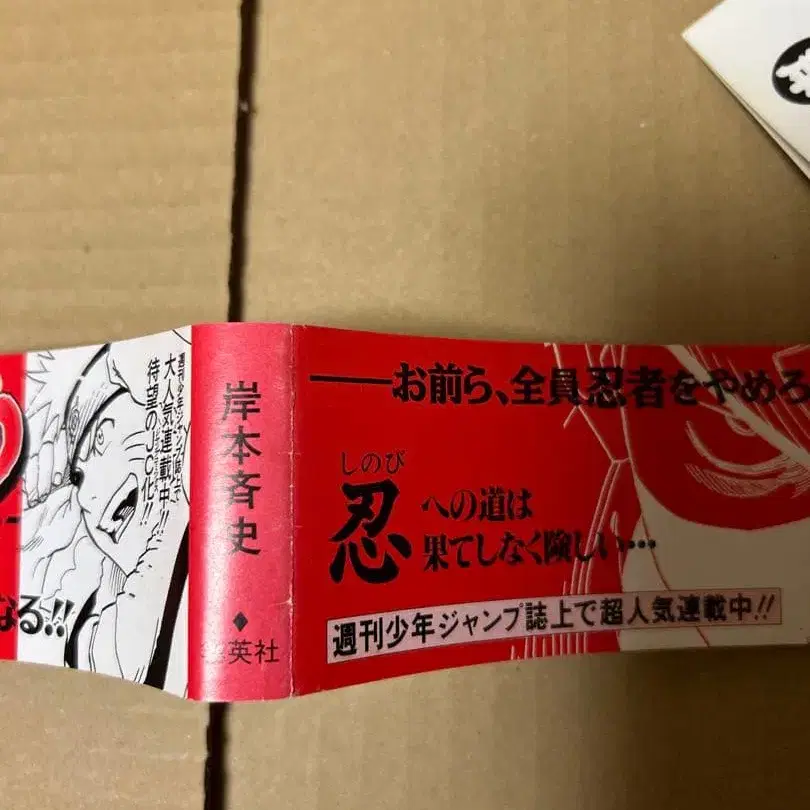 週刊少年ジャンプ誌上で
大人気連載中!!
待望のJC化!!
なる!!
岸本斉史
集英社
──お前ら、全員忍者をやめろ
しのび
忍
への道は
果てしなく険しい…
週刊少年ジャンプ誌上で超人気連載中!!